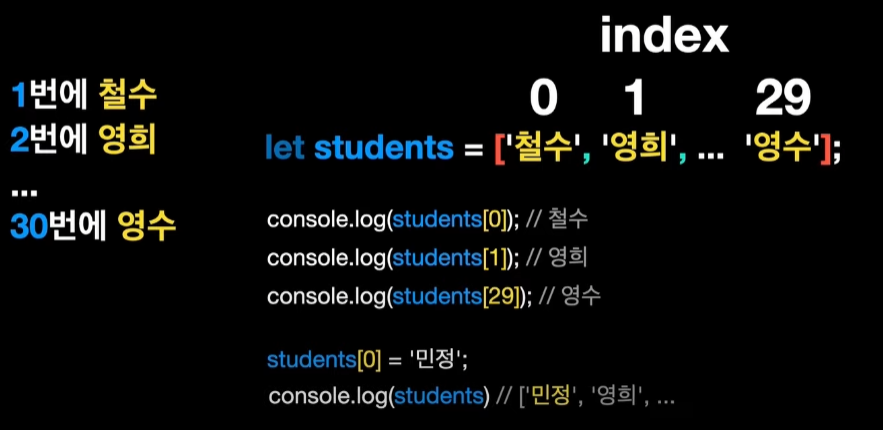 1번에 철수
2번에 영희
...
30번에 영수
index
0 1 29
let students = ['철수', '영희', ... '영수'];
console.log(students[0]); // 철수
console.log(students[1]); // 영희
console.log(students[29]); // 영수
students[0] = '민정';
console.log(students) // ['민정', '영희', ...